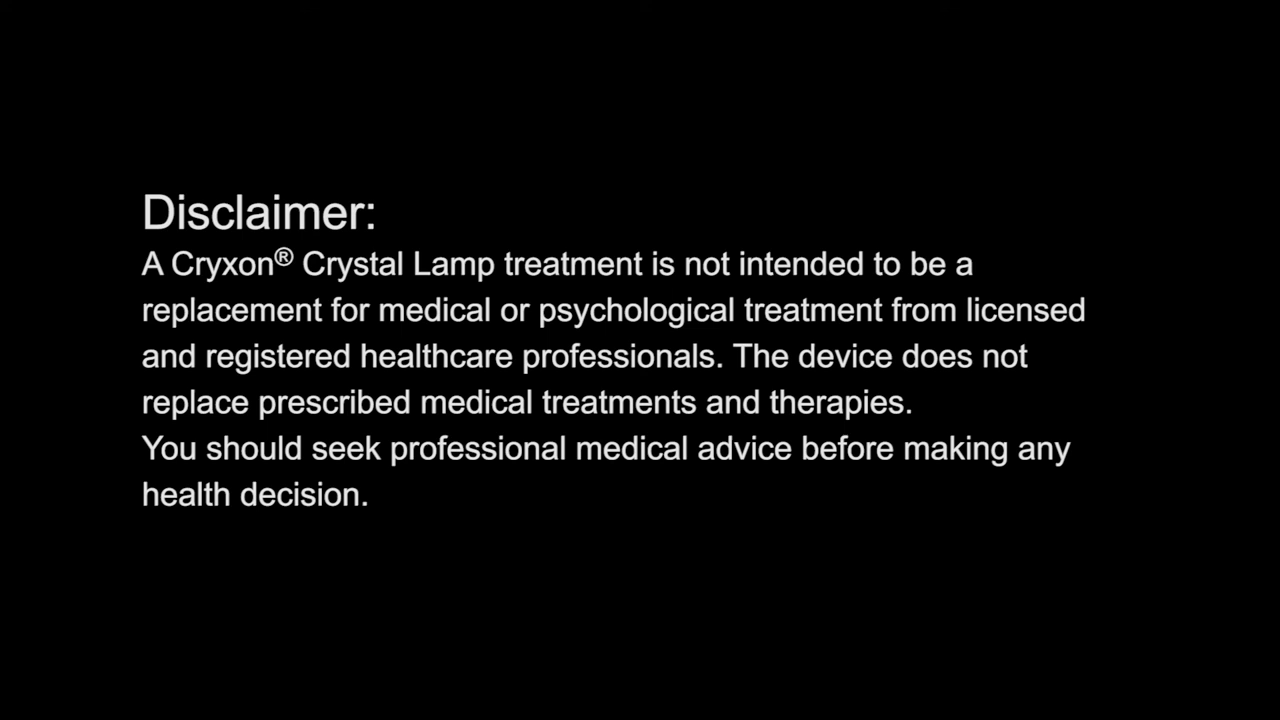 Disclaimer:
A Cryxon® Crystal Lamp treatment is not intended to be a
replacement for medical or psychological treatment from licensed
and registered healthcare professionals. The device does not
replace prescribed medical treatments and therapies.
You should seek professional medical advice before making any
health decision.